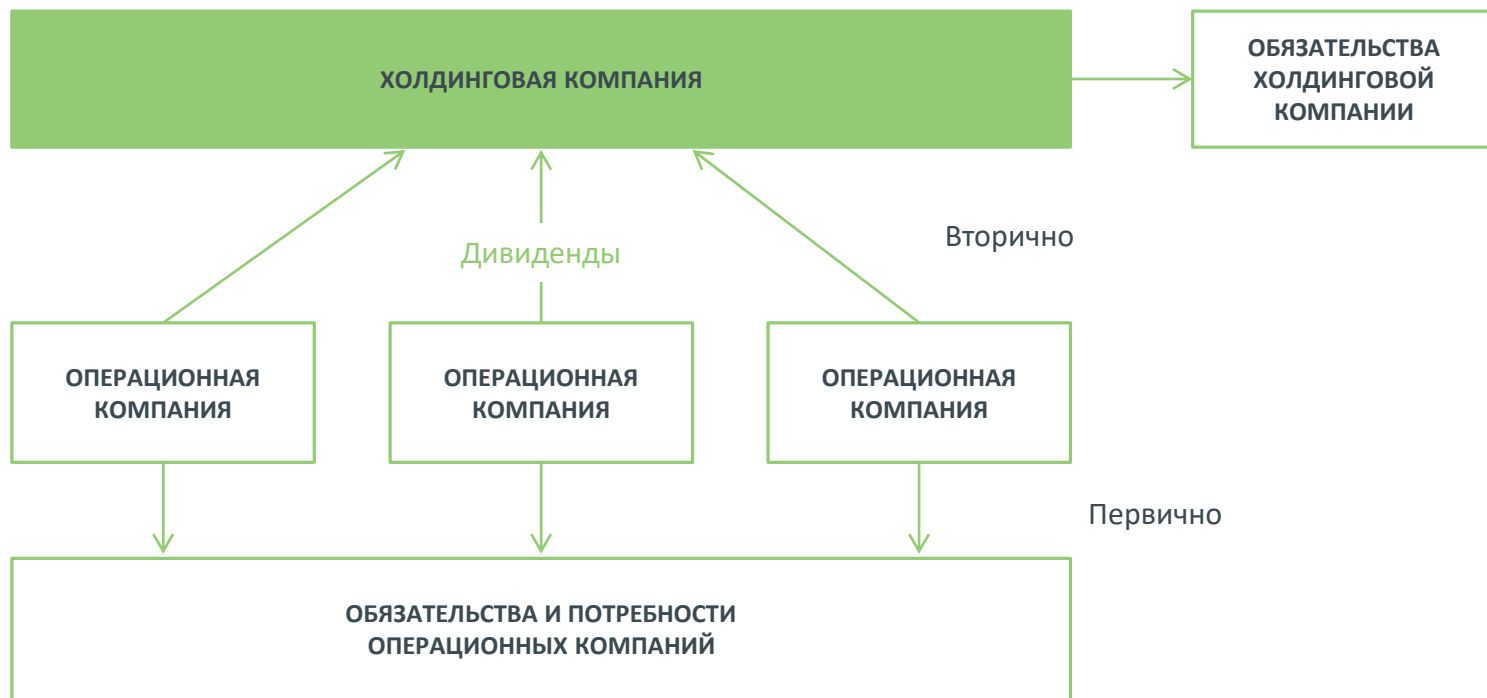 ХОЛДИНГОВАЯ КОМПАНИЯ
ОБЯЗАТЕЛЬСТВА
ХОЛДИНГОВОЙ
КОМПАНИИ
Вторично
Дивиденды
ОПЕРАЦИОННАЯ
КОМПАНИЯ
ОПЕРАЦИОННАЯ
КОМПАНИЯ
ОПЕРАЦИОННАЯ
КОМПАНИЯ
Первично
ОБЯЗАТЕЛЬСТВА И ПОТРЕБНОСТИ
ОПЕРАЦИОННЫХ КОМПАНИЙ